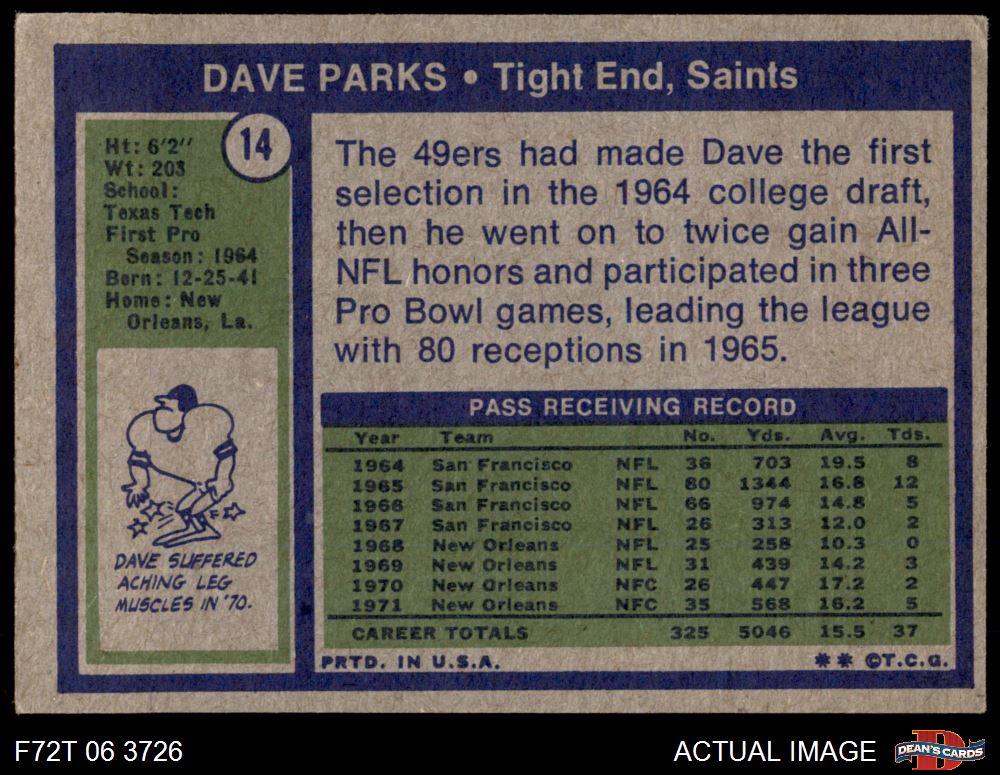 DAVE PARKS • Tight End, Saints
14
Ht: 6'2"
Wt: 203
School:
Texas Tech
First Pro
Season: 1964
Born: 12-25-41
Home: New
Orleans, La.
DAVE SUFFERED
ACHING LEG
MUSCLES IN '70.
The 49ers had made Dave the first
selection in the 1964 college draft,
then he went on to twice gain All-
NFL honors and participated in three
Pro Bowl games, leading the league
with 80 receptions in 1965.
PASS RECEIVING RECORD
Year Team No. Yds. Avg. Tds.
1964 San Francisco NFL 36 703 19.5 8
1965 San Francisco NFL 80 1344 16.8 12
1966 San Francisco NFL 66 974 14.8 5
1967 San Francisco NFL 26 313 12.0 2
1968 New Orleans NFL 25 258 10.3 0
1969 New Orleans NFL 31 439 14.2 3
1970 New Orleans NFC 26 447 17.2 2
1971 New Orleans NFC 35 568 16.2 5
CAREER TOTALS 325 5046 15.5 37
PRTD. IN U.S.A. ** ©T.C.G.
F72T 06 3726 ACTUAL IMAGE D DEAN'S CARDS